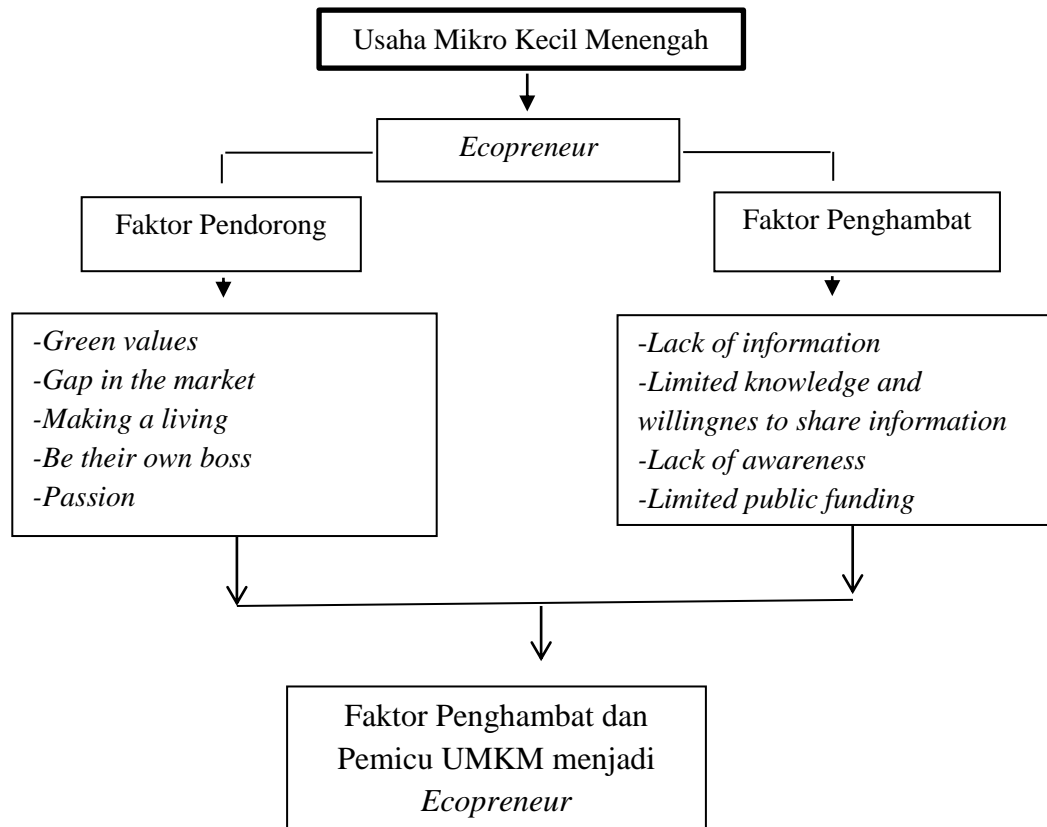 Usaha Mikro Kecil Menengah
Ecopreneur
Faktor Pendorong
Faktor Penghambat
-Green values
-Gap in the market
-Making a living
-Be their own boss
-Passion
-Lack of information
-Limited knowledge and
willingnes to share information
-Lack of awareness
-Limited public funding
Faktor Penghambat dan
Pemicu UMKM menjadi
Ecopreneur